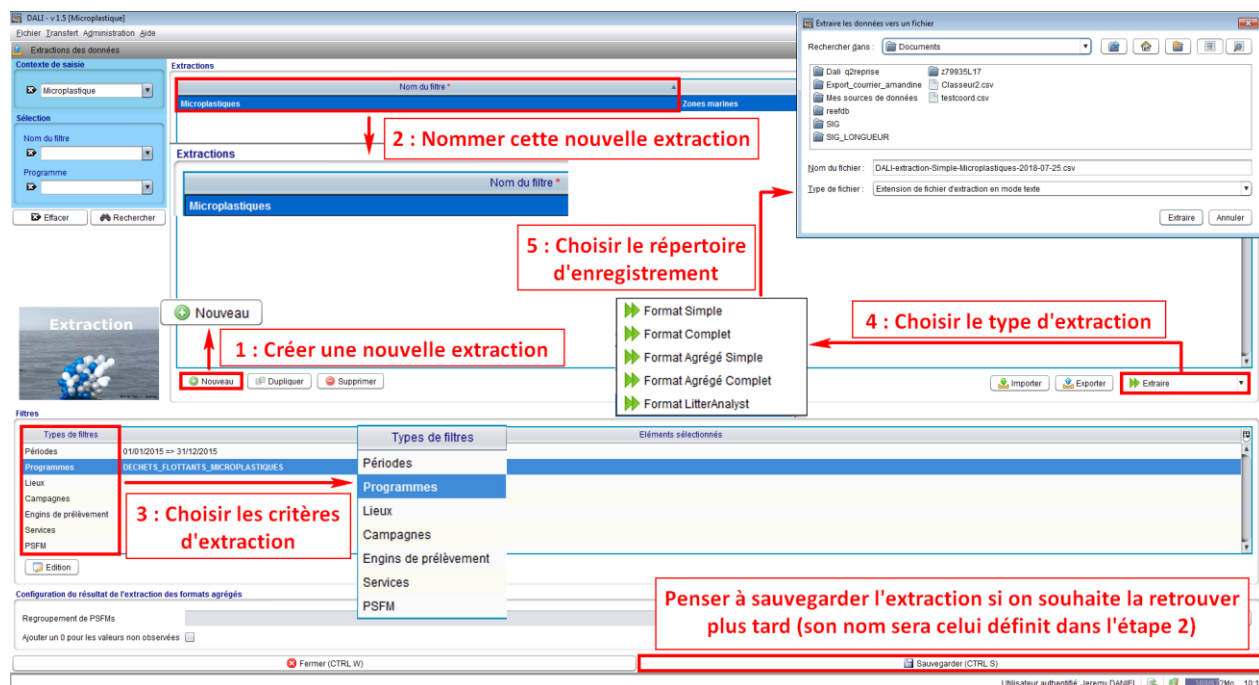 DALI - v1.5 [Microplastique]
Fichier Transfert Administration Aide
Extractions des données
Contexte de saisie
Microplastique
Sélection
Nom du filtre
Programme
Effacer Rechercher
Extractions
Nom du filtre *
Microplastiques Zones marines
2 : Nommer cette nouvelle extraction
Extractions
Nom du filtre *
Microplastiques
Extraire les données vers un fichier
Rechercher dans : Documents
Dali q2reprise z79935L17
Export_courrier_amandine Classeur2.csv
Mes sources de données testcoord.csv
reefdb
SIG
SIG_LONGUEUR
Nom du fichier : DALI-extraction-Simple-Microplastiques-2018-07-25.csv
Type de fichier : Extension de fichier d'extraction en mode texte
Extraire Annuler
5 : Choisir le répertoire
d'enregistrement
Extraction
Nouveau
1 : Créer une nouvelle extraction
Format Simple
Format Complet
Format Agrégé Simple
Format Agrégé Complet
Format LitterAnalyst
4 : Choisir le type d'extraction
Nouveau Dupliquer Supprimer
Importer Exporter Extraire
Filtres
Types de filtres Eléments sélectionnés
Périodes 01/01/2015 => 31/12/2015
Programmes DECHETS_FLOTTANTS_MICROPLASTIQUES
Lieux
Campagnes
Engins de prélèvement
Services
PSFM
3 : Choisir les critères
d'extraction
Types de filtres
Périodes
Programmes
Lieux
Campagnes
Engins de prélèvement
Services
PSFM
Edition
Configuration du résultat de l'extraction des formats agrégés
Regroupement de PSFMs
Ajouter un 0 pour les valeurs non observées
Penser à sauvegarder l'extraction si on souhaite la retrouver
plus tard (son nom sera celui définit dans l'étape 2)
Fermer (CTRL W) Sauvegarder (CTRL S)
Utilisateur authentifié: Jeremy DANIEL